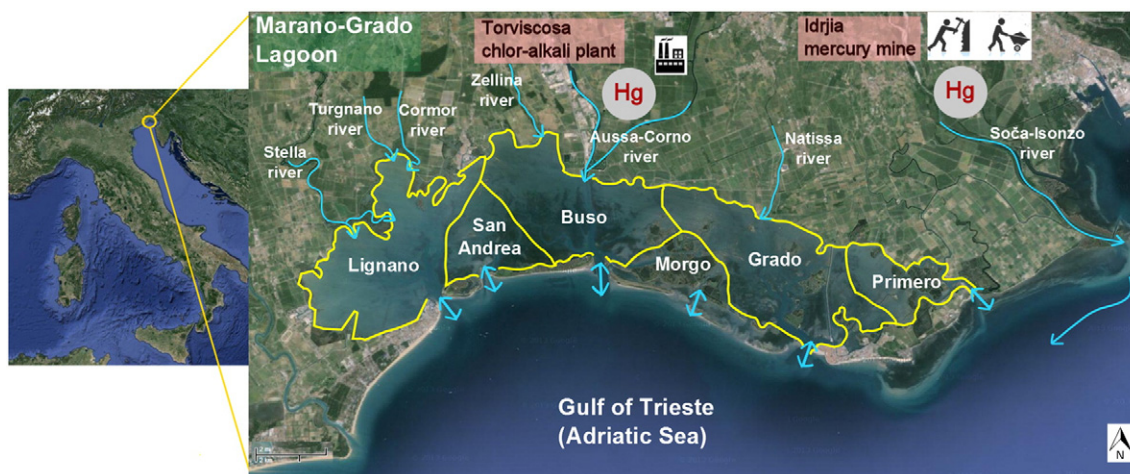 Marano-Grado
Lagoon
Torviscosa
chlor-alkali plant
Idrjia
mercury mine
Hg
Hg
Zellina
river
Turgnano
river
Cormor
river
Stella
river
Aussa-Corno
river
Natissa
river
Soča-Isonzo
river
Lignano
San
Andrea
Buso
Morgo
Grado
Primero
Gulf of Trieste
(Adriatic Sea)
N